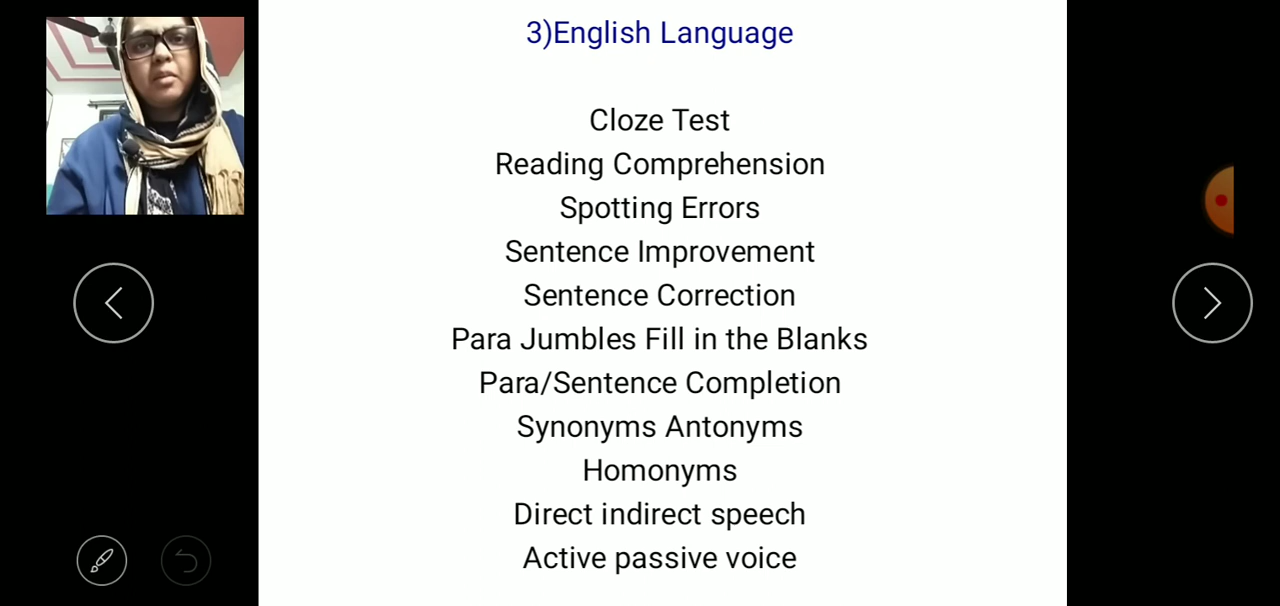 3)English Language
Cloze Test
Reading Comprehension
Spotting Errors
Sentence Improvement
Sentence Correction
Para Jumbles Fill in the Blanks
Para/Sentence Completion
Synonyms Antonyms
Homonyms
Direct indirect speech
Active passive voice